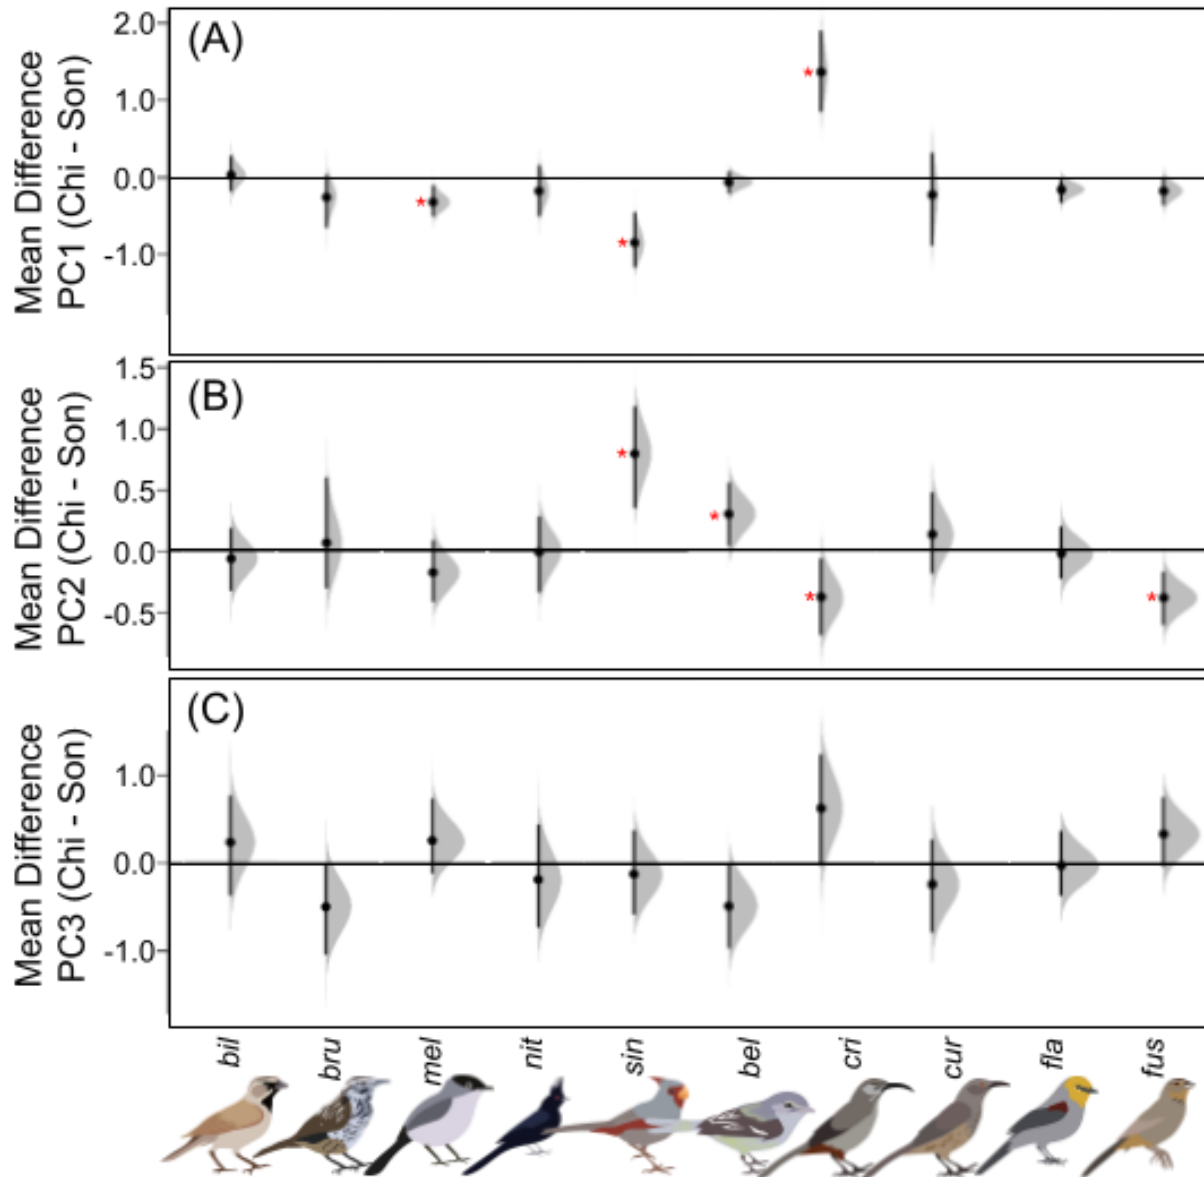 (A)
Mean Difference
PC1 (Chi - Son)
2.0
1.0
0.0
-1.0
*
*
*
(B)
Mean Difference
PC2 (Chi - Son)
1.5
1.0
0.5
0.0
-0.5
*
*
*
*
(C)
Mean Difference
PC3 (Chi - Son)
1.0
0.0
-1.0
bil bru mel nit sin bel cri cur fla fus